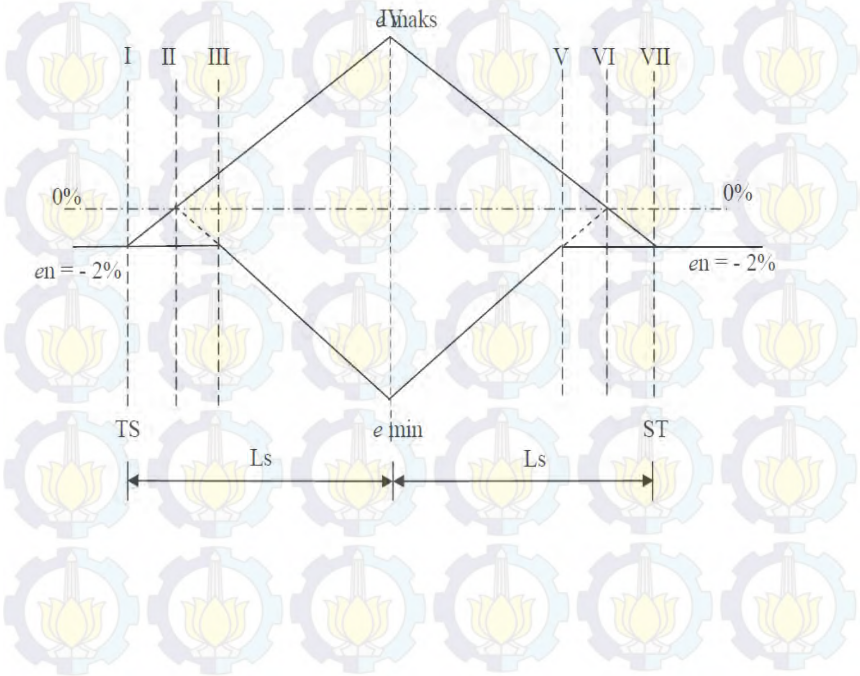 IV
e maks
I II III V VI VII
0% 0%
en = - 2% en = - 2%
TS e min ST
Ls Ls